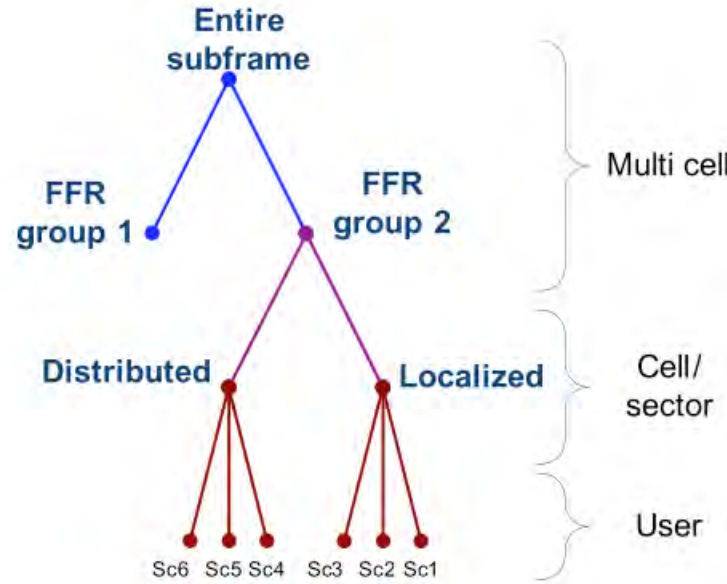 Entire
subframe
FFR
group 1
FFR
group 2
Multi cell
Distributed
Localized
Cell/
sector
Sc6 Sc5 Sc4 Sc3 Sc2 Sc1
User